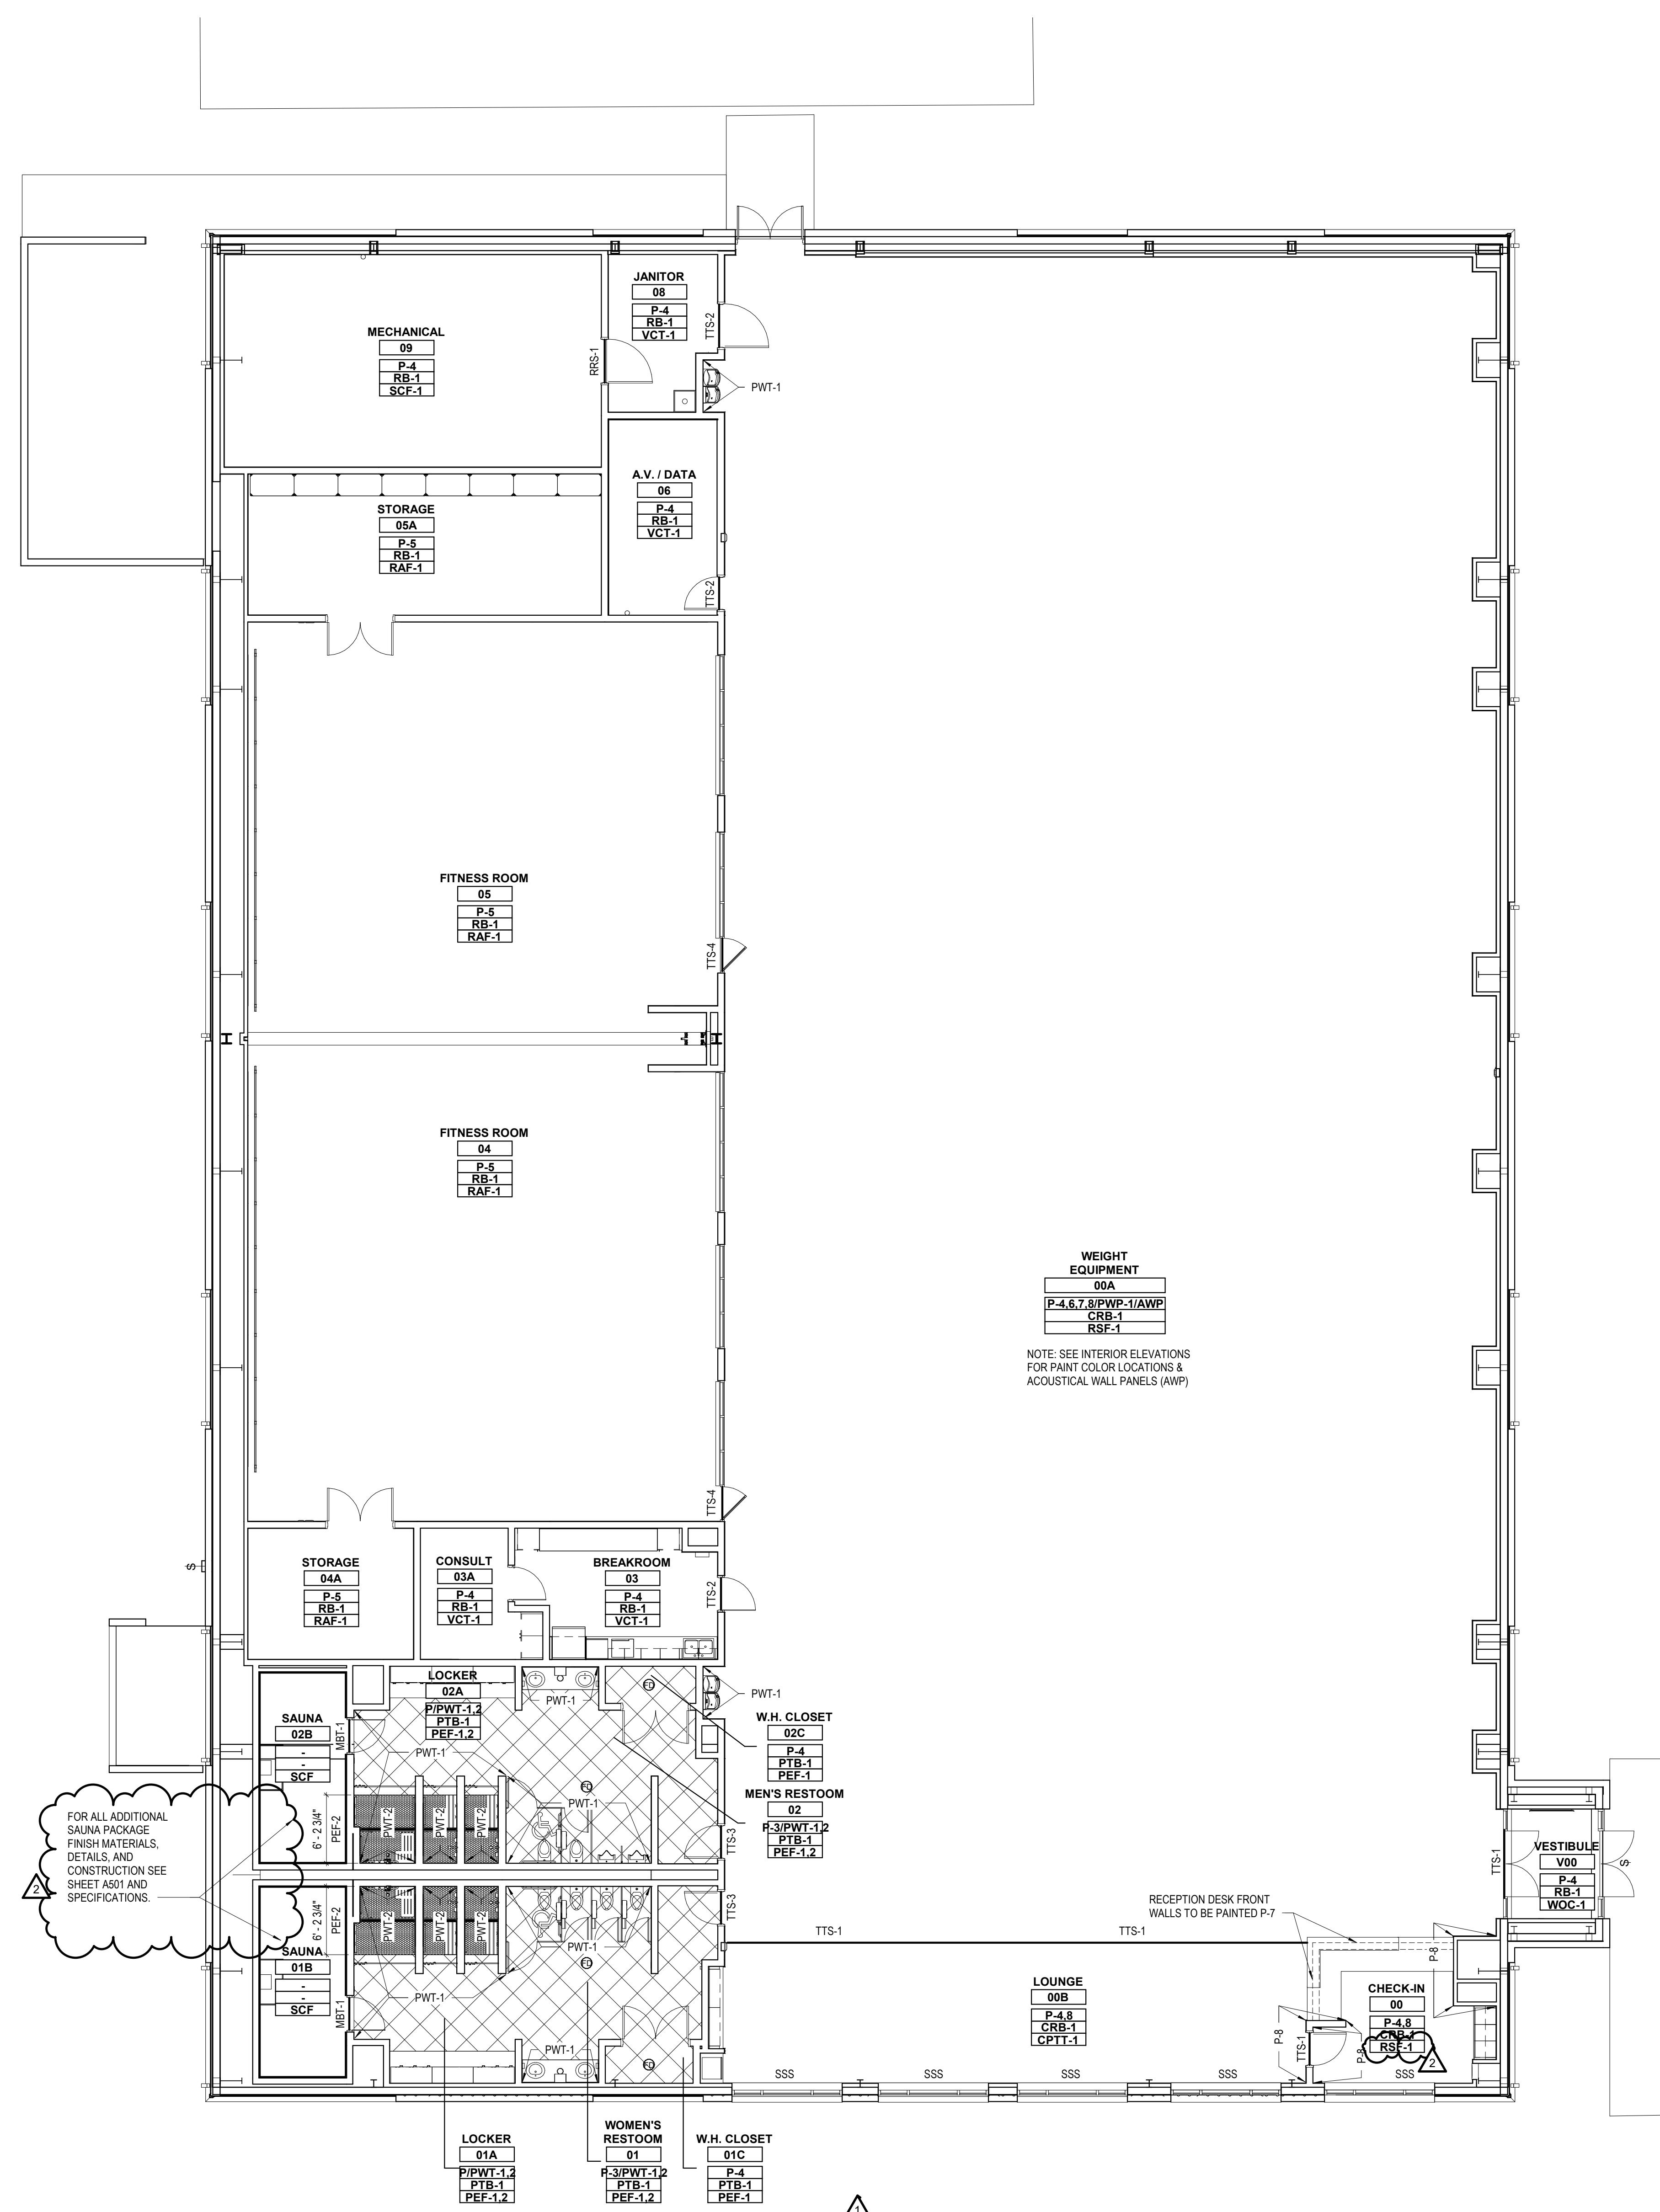 JANITOR
08
P-4
RB-1
VCT-1
TTS-2
MECHANICAL
09
P-4
RB-1
SCF-1
RRS-1
PWT-1
A.V. / DATA
06
P-4
RB-1
VCT-1
TTS-2
STORAGE
05A
P-5
RB-1
RAF-1
FITNESS ROOM
05
P-5
RB-1
RAF-1
TTS-4
FITNESS ROOM
04
P-5
RB-1
RAF-1
TTS-4
WEIGHT
EQUIPMENT
00A
P-4,6,7,8/PWP-1/AWP
CRB-1
RSF-1
NOTE: SEE INTERIOR ELEVATIONS
FOR PAINT COLOR LOCATIONS &
ACOUSTICAL WALL PANELS (AWP)
STORAGE
04A
P-5
RB-1
RAF-1
CONSULT
03A
P-4
RB-1
VCT-1
BREAKROOM
03
P-4
RB-1
VCT-1
TTS-2
S
LOCKER
02A
P/PWT-1,2
PTB-1
PEF-1,2
PWT-1
FD
PWT-1
SAUNA
02B
-
-
SCF
MBT-1
PWT-1
W.H. CLOSET
02C
P-4
PTB-1
PEF-1
MEN'S RESTOOM
02
P-3/PWT-1,2
PTB-1
PEF-1,2
FD
PWT-1
6' - 2 3/4"
PEF-2
PWT-2
PWT-2
PWT-2
TTS-3
FOR ALL ADDITIONAL
SAUNA PACKAGE
FINISH MATERIALS,
DETAILS, AND
CONSTRUCTION SEE
SHEET A501 AND
SPECIFICATIONS.
2
6' - 2 3/4"
PEF-2
PWT-2
PWT-2
PWT-2
TTS-3
PWT-1
FD
SAUNA
01B
-
-
SCF
MBT-1
PWT-1
PWT-1
FD
VESTIBULE
V00
P-4
RB-1
WOC-1
TTS-1
S
RECEPTION DESK FRONT
WALLS TO BE PAINTED P-7
TTS-1
TTS-1
P-8
LOUNGE
00B
P-4,8
CRB-1
CPTT-1
CHECK-IN
00
P-4,8
CRB-1
RSF-1
2
P-8
TTS-1
P-8
SSS
SSS
SSS
SSS
SSS
LOCKER
01A
P/PWT-1,2
PTB-1
PEF-1,2
WOMEN'S
RESTOOM
01
P-3/PWT-1,2
PTB-1
PEF-1,2
W.H. CLOSET
01C
P-4
PTB-1
PEF-1
1